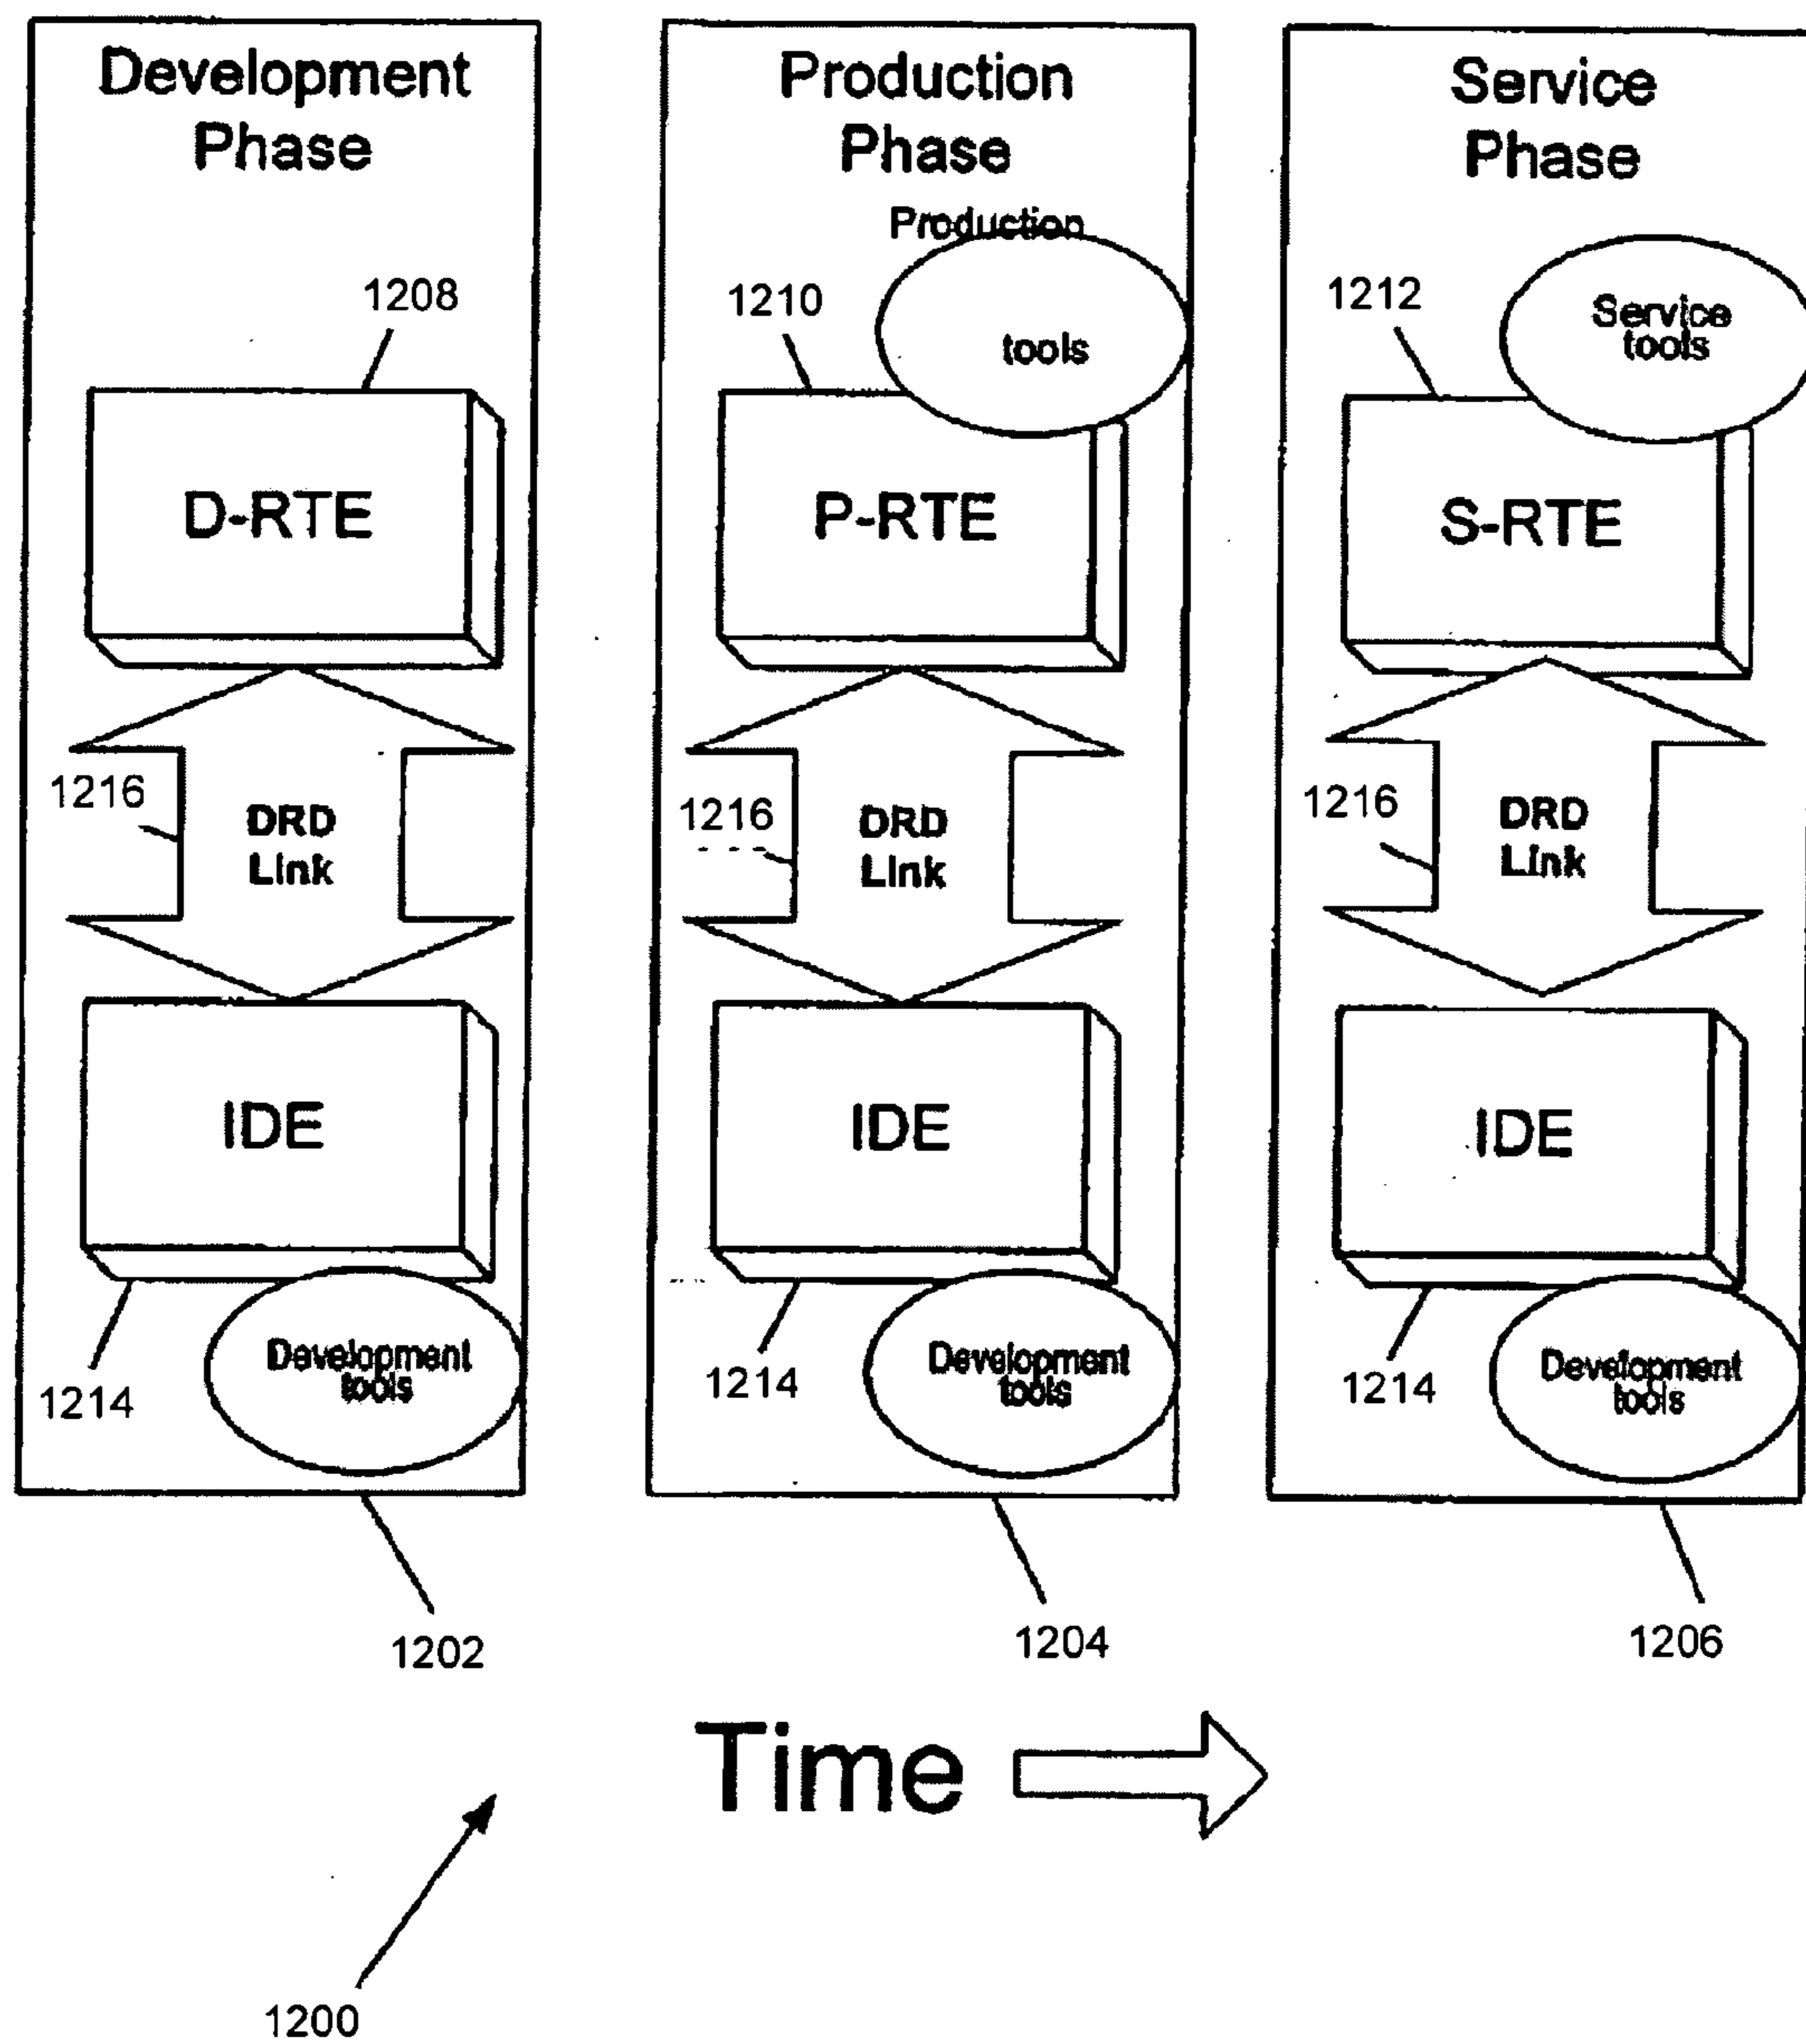 Development
Phase
1208
D-RTE
1216
DRD
Link
IDE
Development
tools
1214
1202
Production
Phase
Production
tools
1210
P-RTE
1216
DRD
Link
IDE
Development
tools
1214
1204
Service
Phase
Service
tools
1212
S-RTE
1216
DRD
Link
IDE
Development
tools
1214
1206
Time
1200